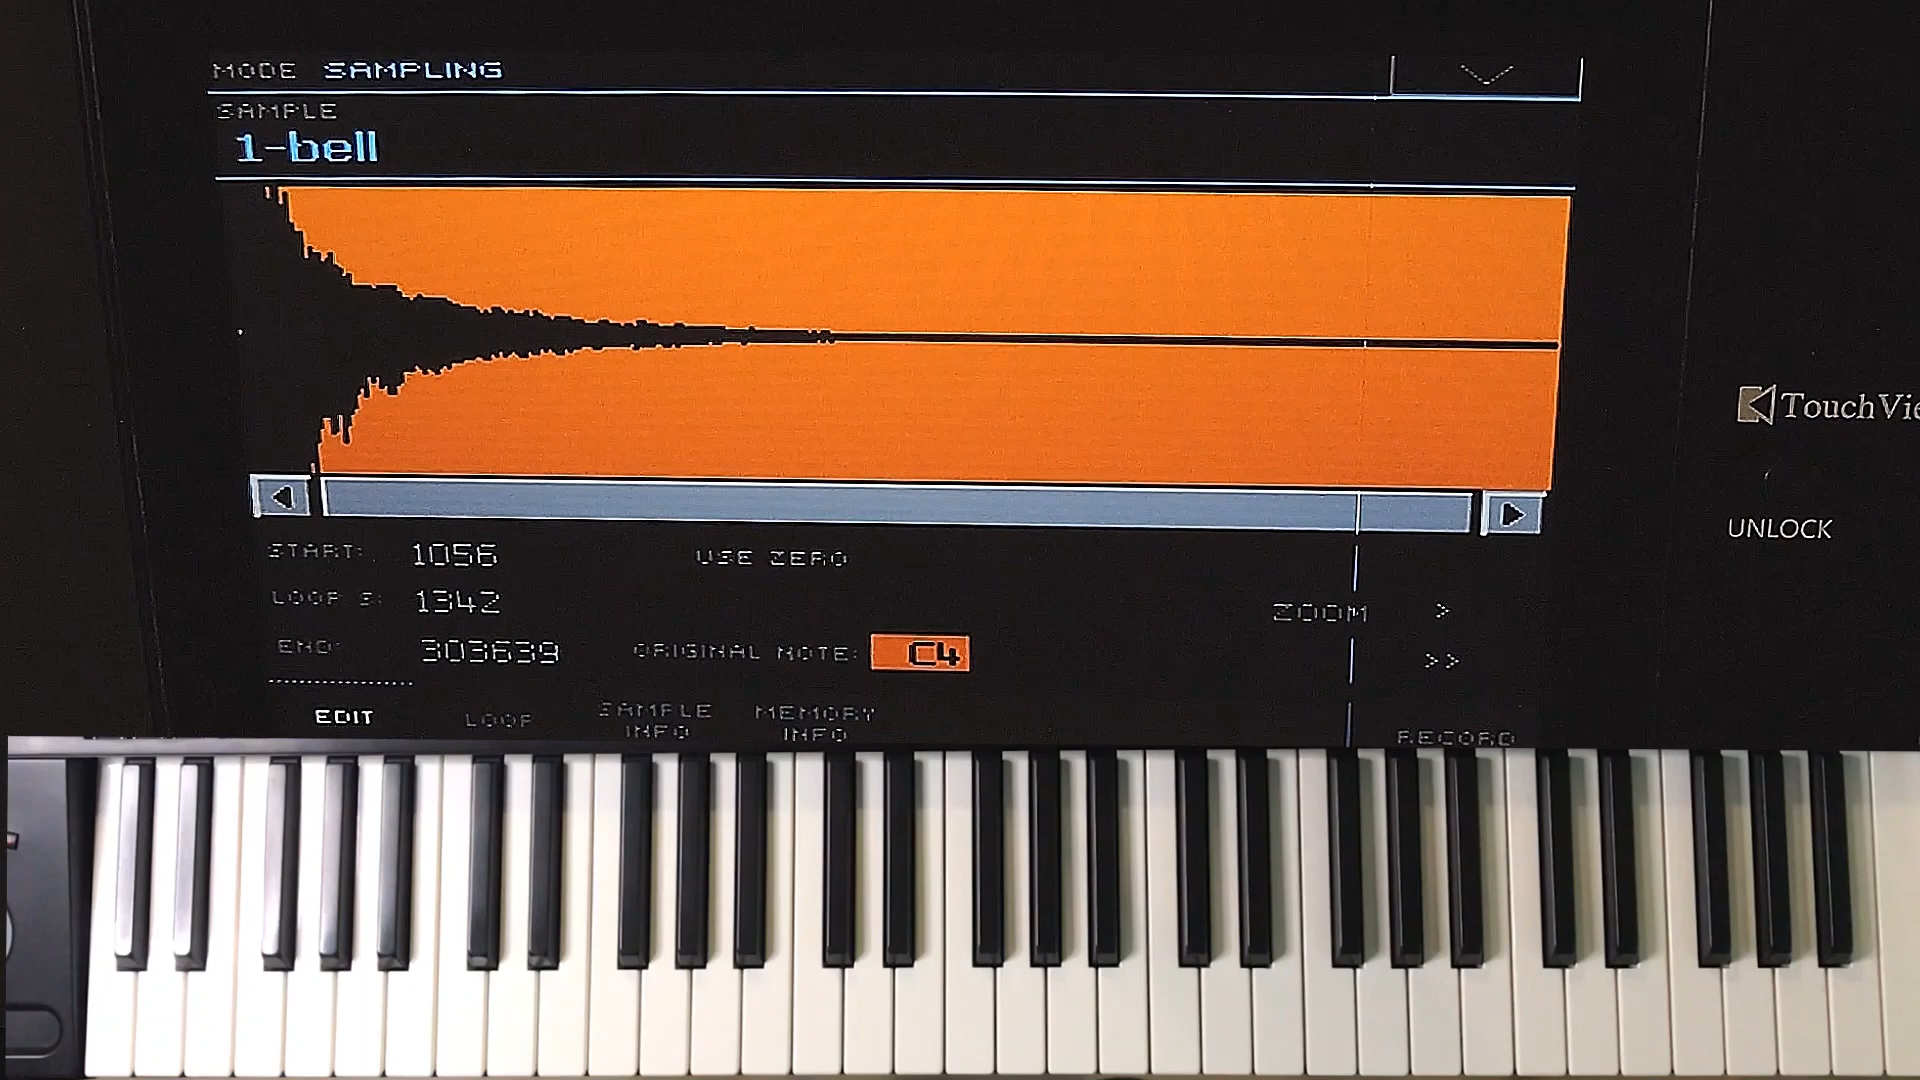 MODE SAMPLING
SAMPLE
1-bell
START: 1056
USE ZERO
LOOP S: 1342
ZOOM > >>
END: 303639
ORIGINAL NOTE: C4
EDIT
LOOP
SAMPLE INFO
MEMORY INFO
RECORD
TouchVie
UNLOCK